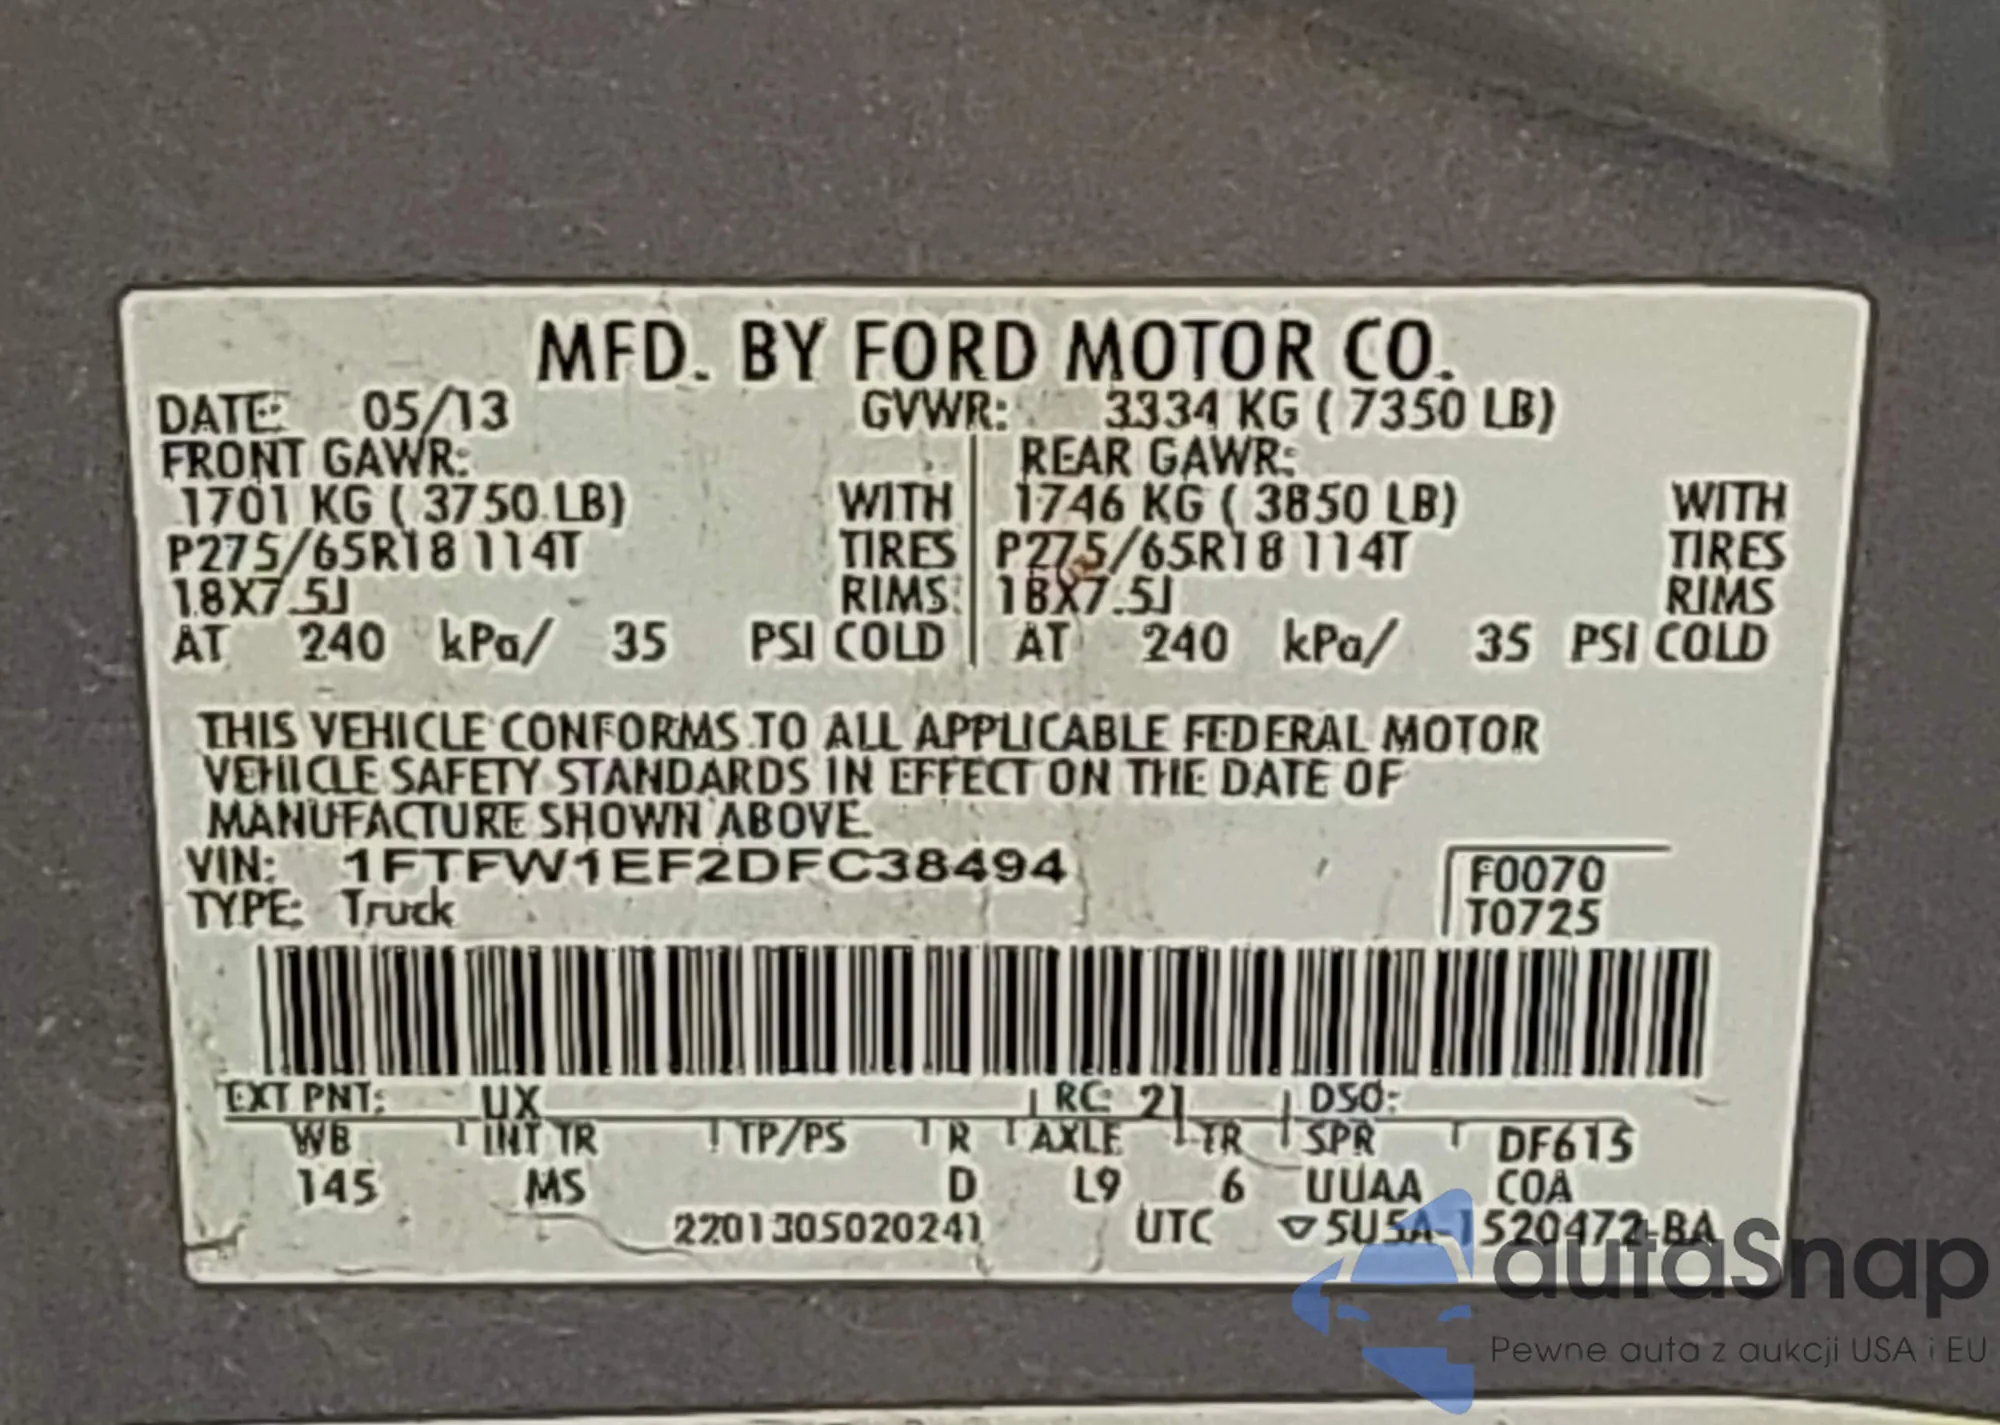 MFD. BY FORD MOTOR CO.
DATE: 05/13 GVWR: 3334 KG ( 7350 LB)
FRONT GAWR: REAR GAWR:
1701 KG ( 3750 LB) WITH 1746 KG ( 3850 LB) WITH
P275/65R18 114T TIRES P275/65R18 114T TIRES
18X7.5J RIMS 18X7.5J RIMS
AT 240 kPa/ 35 PSI COLD AT 240 kPa/ 35 PSI COLD
THIS VEHICLE CONFORMS TO ALL APPLICABLE FEDERAL MOTOR
VEHICLE SAFETY STANDARDS IN EFFECT ON THE DATE OF
MANUFACTURE SHOWN ABOVE.
VIN: 1FTFW1EF2DFC38494 F0070
TYPE: Truck T0725
EXT PNT: UX RC: 21 DSO:
WB INT TR TP/PS R AXLE TR SPR DF615
145 MS D L9 6 UUAA COA
2201305020241 UTC ▽5U5A-1520472-BA
autaSnap
Pewne auta z aukcji USA i EU